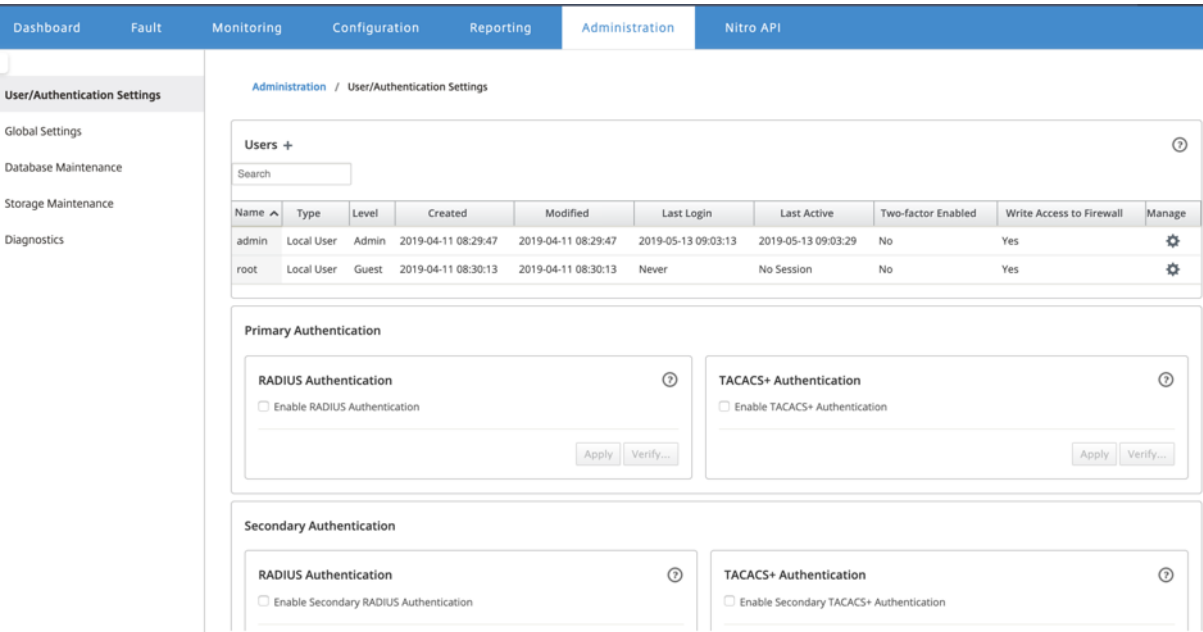 Dashboard Fault Monitoring Configuration Reporting Administration Nitro API
User/Authentication Settings
Global Settings
Database Maintenance
Storage Maintenance
Diagnostics
Administration / User/Authentication Settings
Users +
?
Search
Name Type Level Created Modified Last Login Last Active Two-factor Enabled Write Access to Firewall Manage
admin Local User Admin 2019-04-11 08:29:47 2019-04-11 08:29:47 2019-05-13 09:03:13 2019-05-13 09:03:29 No Yes
root Local User Guest 2019-04-11 08:30:13 2019-04-11 08:30:13 Never No Session No Yes
Primary Authentication
RADIUS Authentication ?
Enable RADIUS Authentication
Apply Verify...
TACACS+ Authentication ?
Enable TACACS+ Authentication
Apply Verify...
Secondary Authentication
RADIUS Authentication ?
Enable Secondary RADIUS Authentication
TACACS+ Authentication ?
Enable Secondary TACACS+ Authentication